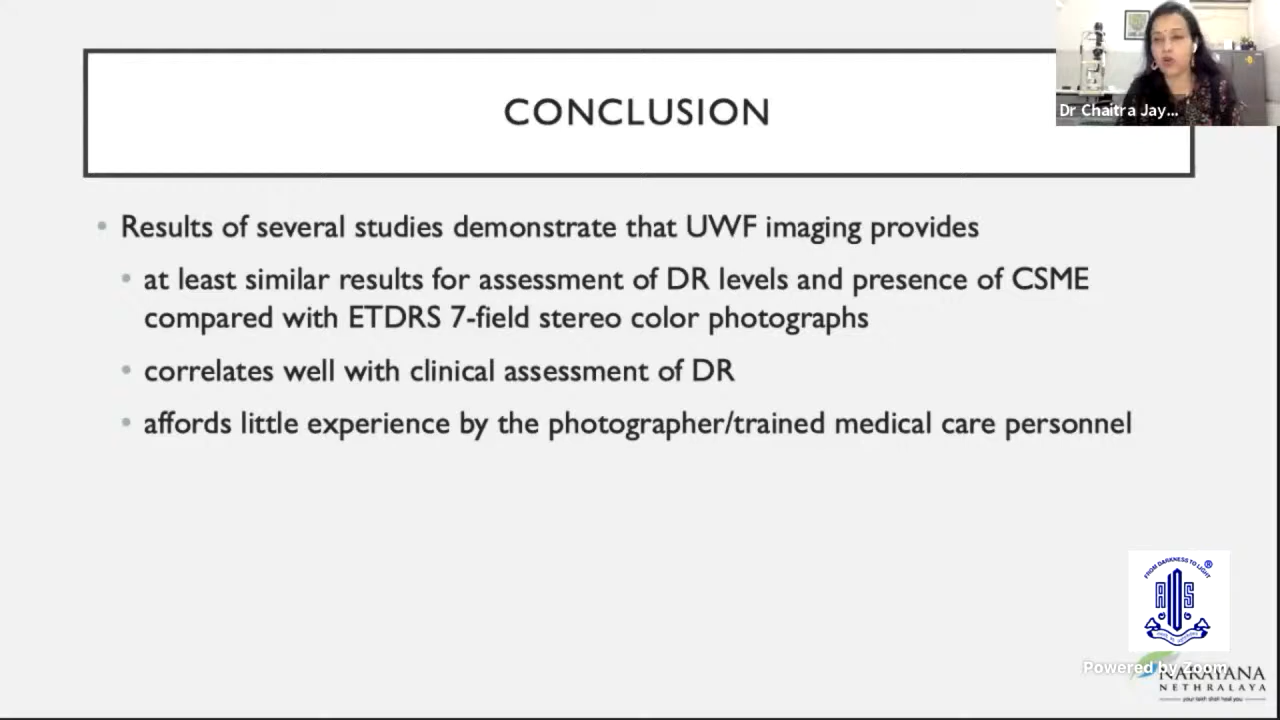 CONCLUSION
Dr Chaitra Jay...
• Results of several studies demonstrate that UWF imaging provides
• at least similar results for assessment of DR levels and presence of CSME
compared with ETDRS 7-field stereo color photographs
• correlates well with clinical assessment of DR
• affords little experience by the photographer/trained medical care personnel
FROM DARKNESS TO LIGHT ®
Powered by Zoom
NARAYANA
NETHRALAYA